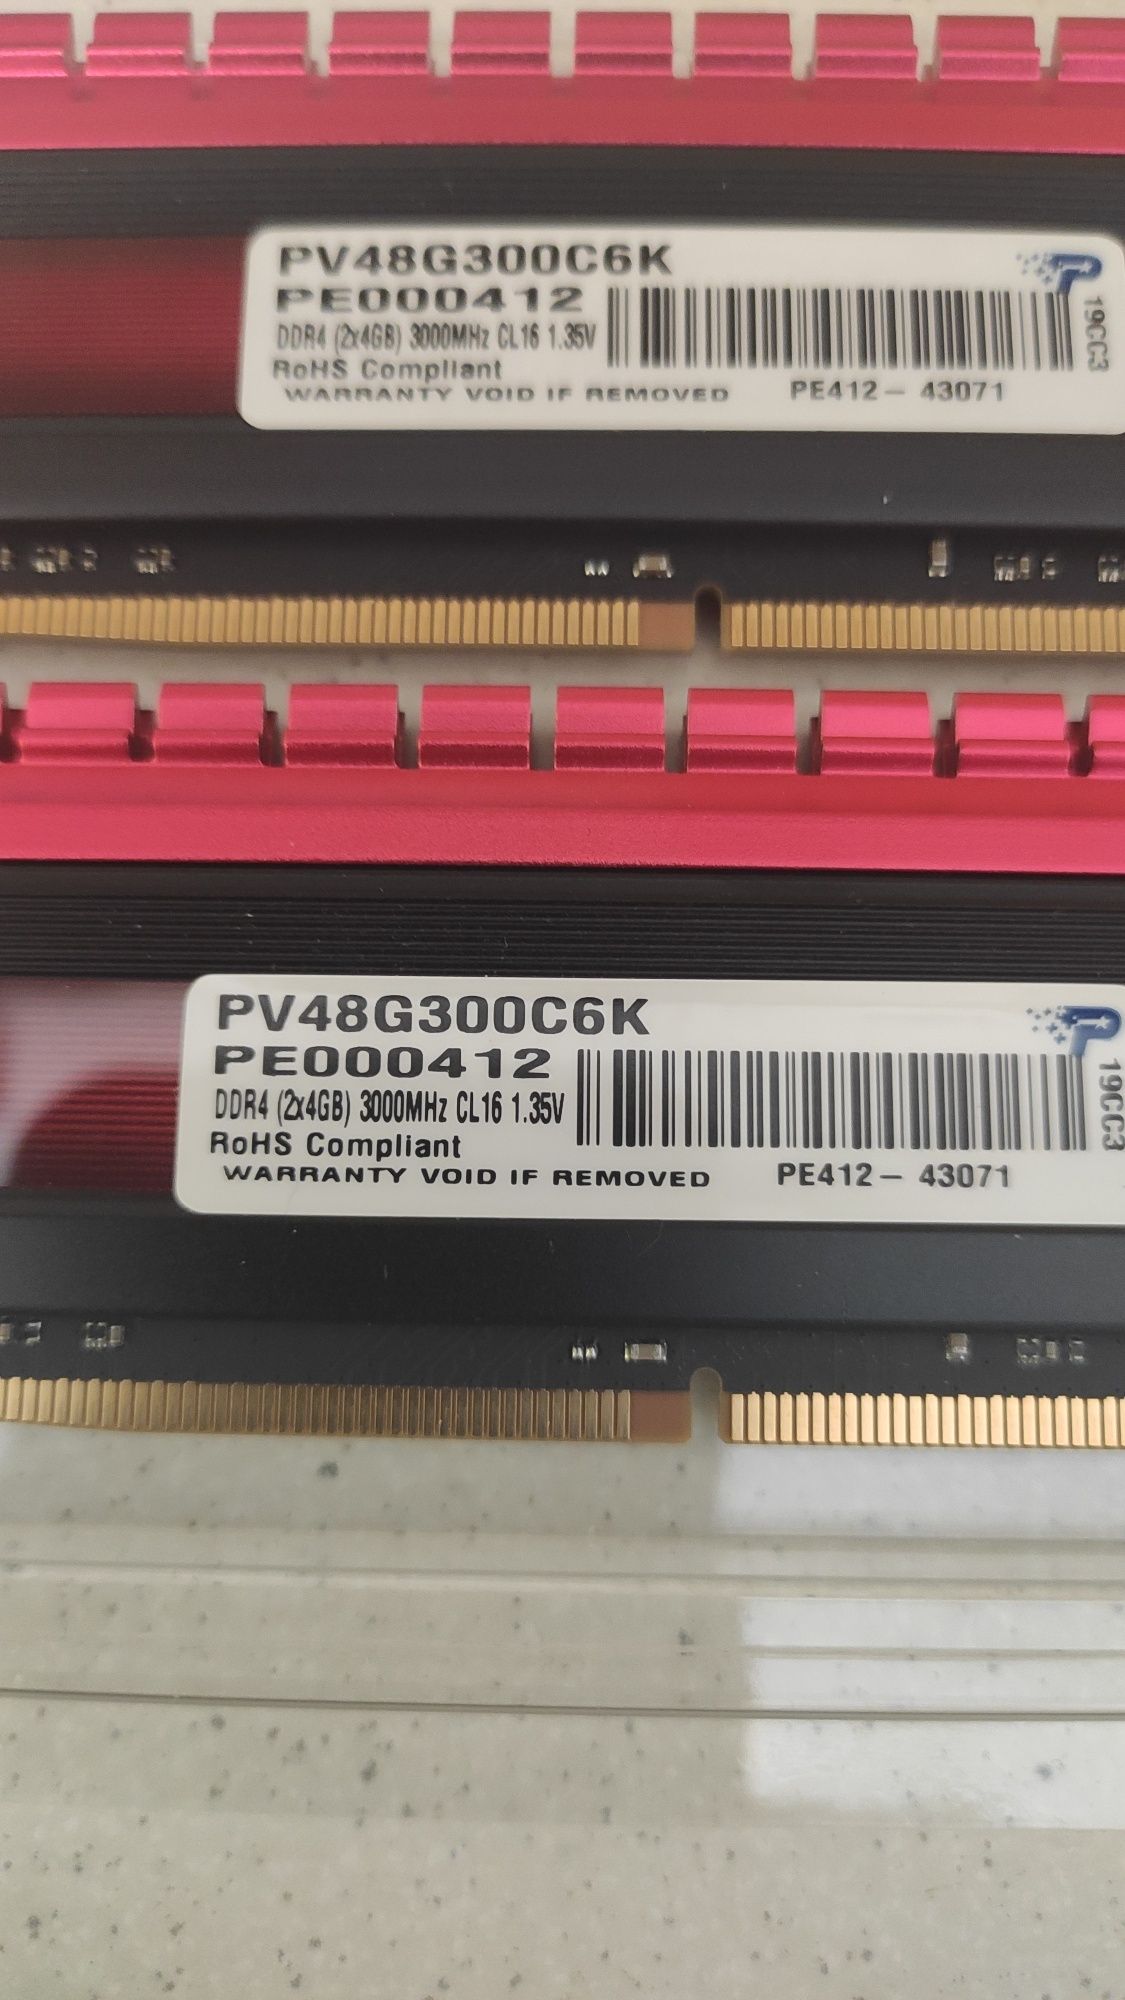 PV48G300C6K
PE000412
DDR4 (2x4GB) 3000MHz CL16 1.35V
RoHS Compliant
WARRANTY VOID IF REMOVED
PE412- 43071
19CC3
PV48G300C6K
PE000412
DDR4 (2x4GB) 3000MHz CL16 1.35V
RoHS Compliant
WARRANTY VOID IF REMOVED
PE412- 43071
19CC3